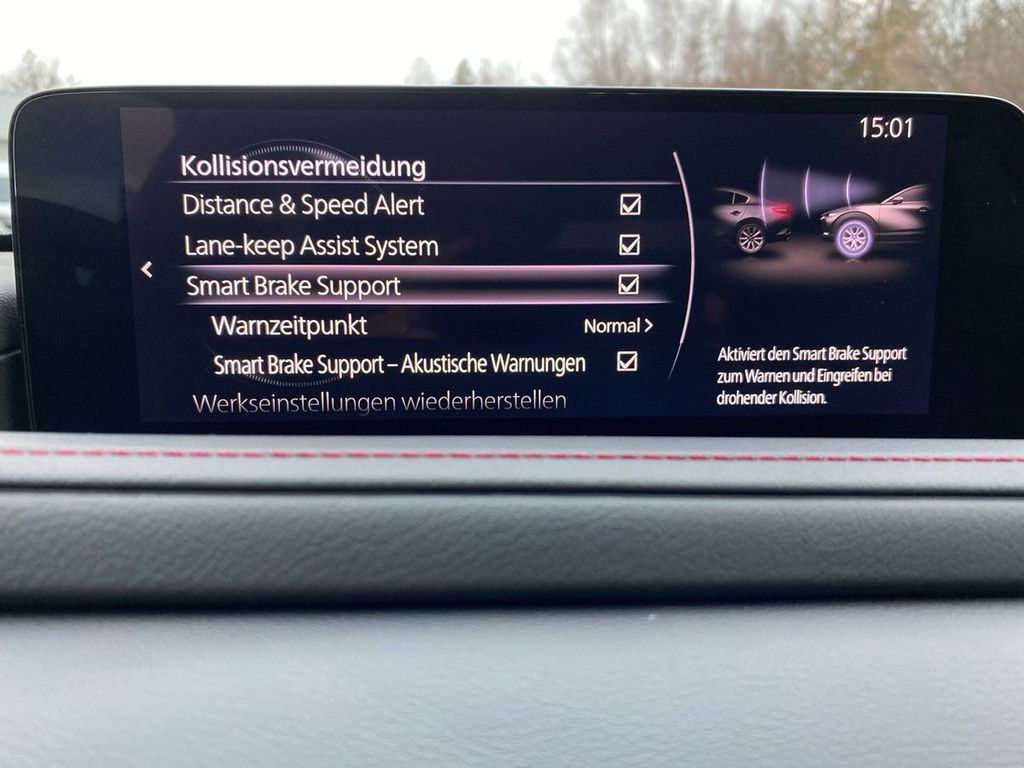 15:01
Kollisionsvermeidung
Distance & Speed Alert
Lane-keep Assist System
Smart Brake Support
Warnzeitpunkt Normal >
Smart Brake Support – Akustische Warnungen
Werkseinstellungen wiederherstellen
Aktiviert den Smart Brake Support
zum Warnen und Eingreifen bei
drohender Kollision.